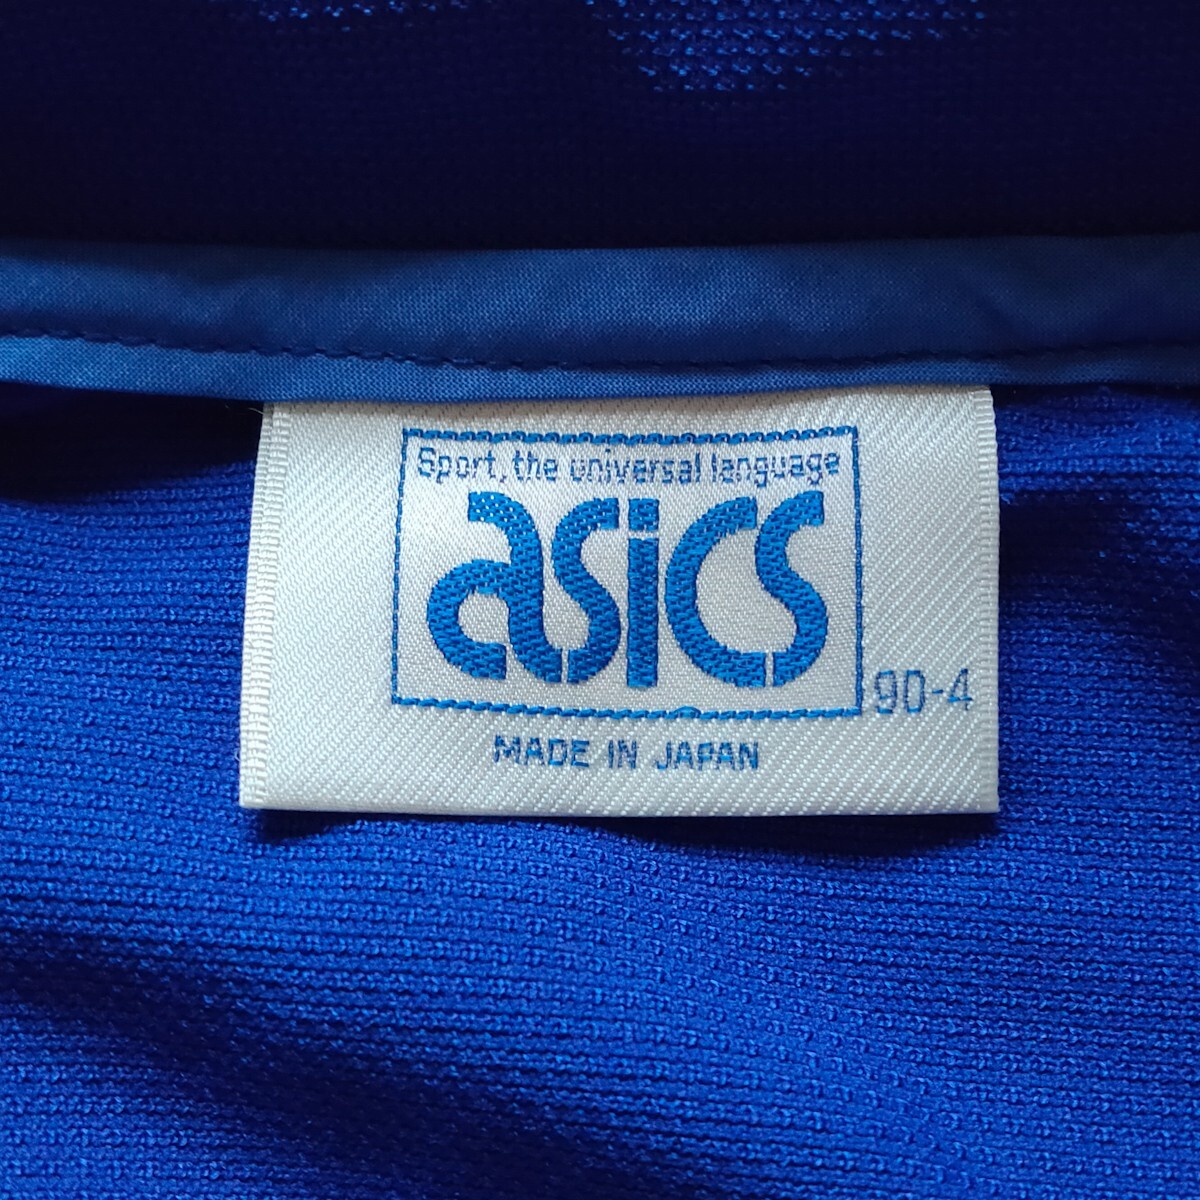 Sport, the universal language
asics
90-4
MADE IN JAPAN